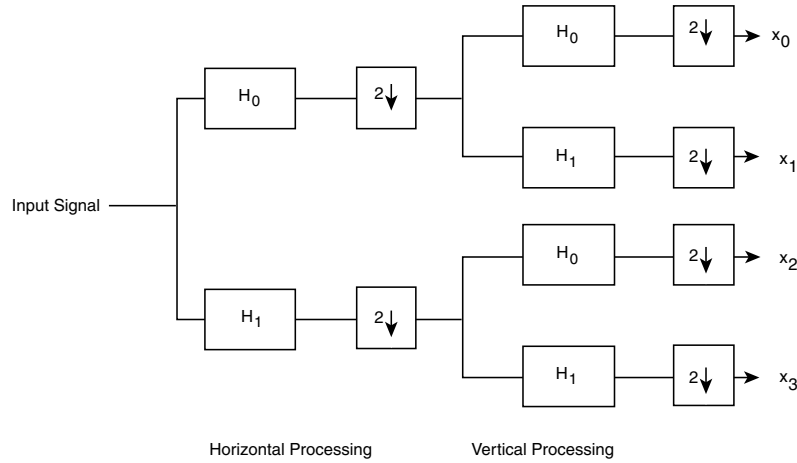 H0
2
x0
H0
2
H1
2
x1
Input Signal
H0
2
x2
H1
2
H1
2
x3
Horizontal Processing
Vertical Processing